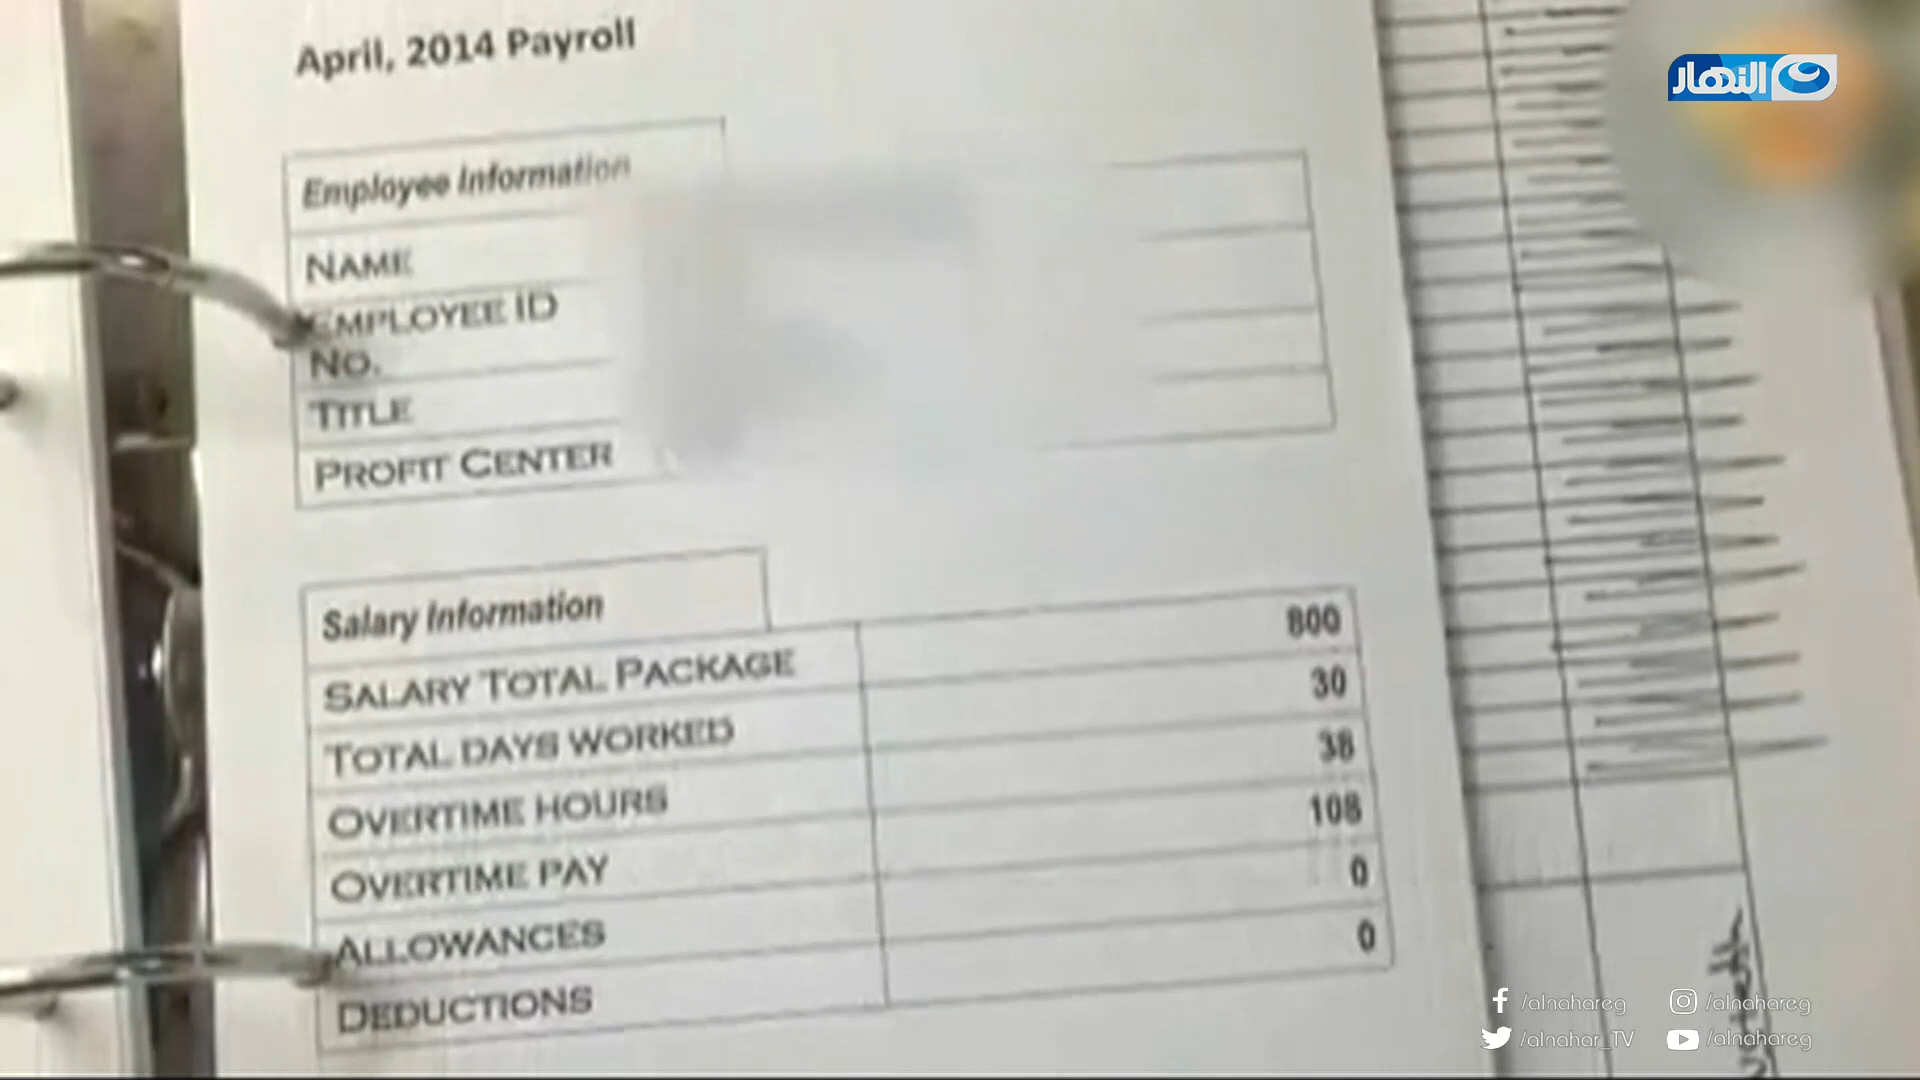 April, 2014 Payroll
النهار
Employee Information
NAME
EMPLOYEE ID
No.
TITLE
PROFIT CENTER
Salary Information
SALARY TOTAL PACKAGE 800
TOTAL DAYS WORKED 30
OVERTIME HOURS 38
OVERTIME PAY 108
ALLOWANCES 0
DEDUCTIONS 0
/alnahareg /alnahareg
/alnahar_TV /alnahareg